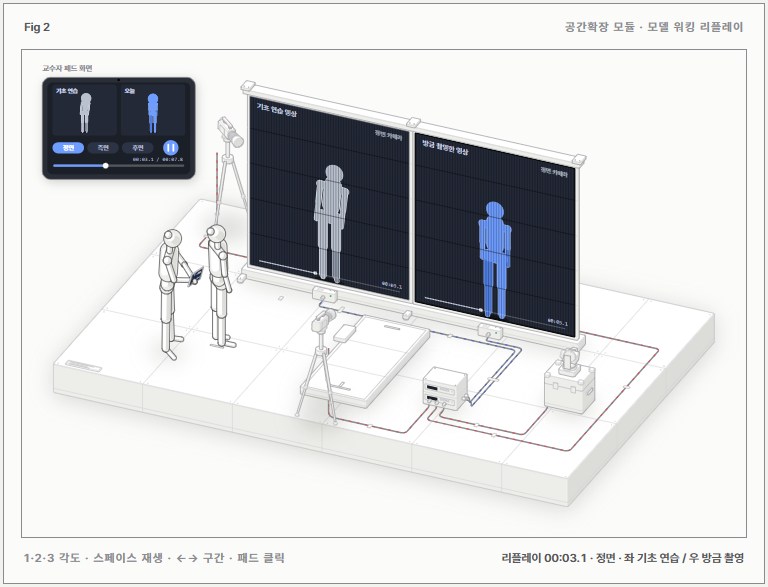 Fig 2
공간확장 모듈 · 모델 워킹 리플레이
교수자 패드 화면
기초 연습
오늘
정면
측면
후면
00:03.1 / 00:07.8
기초 연습 영상
정면 카메라
00:03.1
방금 촬영한 영상
정면 카메라
00:03.1
1·2·3 각도 · 스페이스 재생 · ←→ 구간 · 패드 클릭
리플레이 00:03.1 · 정면 · 좌 기초 연습 / 우 방금 촬영